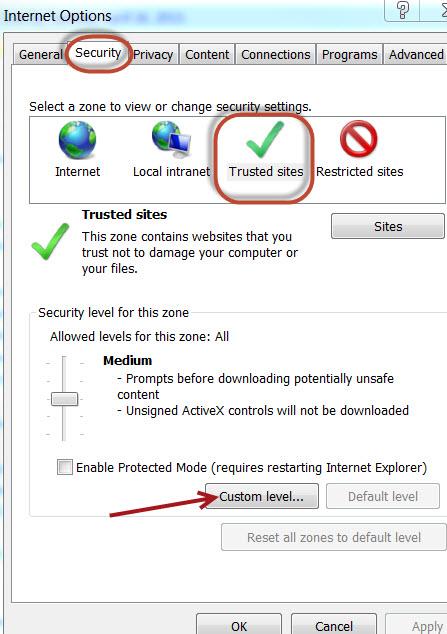 Internet Options
?
General Security Privacy Content Connections Programs Advanced
Select a zone to view or change security settings.
Internet Local intranet Trusted sites Restricted sites
Trusted sites
This zone contains websites that you
trust not to damage your computer or
your files.
Sites
Security level for this zone
Allowed levels for this zone: All
Medium
- Prompts before downloading potentially unsafe
content
- Unsigned ActiveX controls will not be downloaded
Enable Protected Mode (requires restarting Internet Explorer)
Custom level... Default level
Reset all zones to default level
OK Cancel Apply